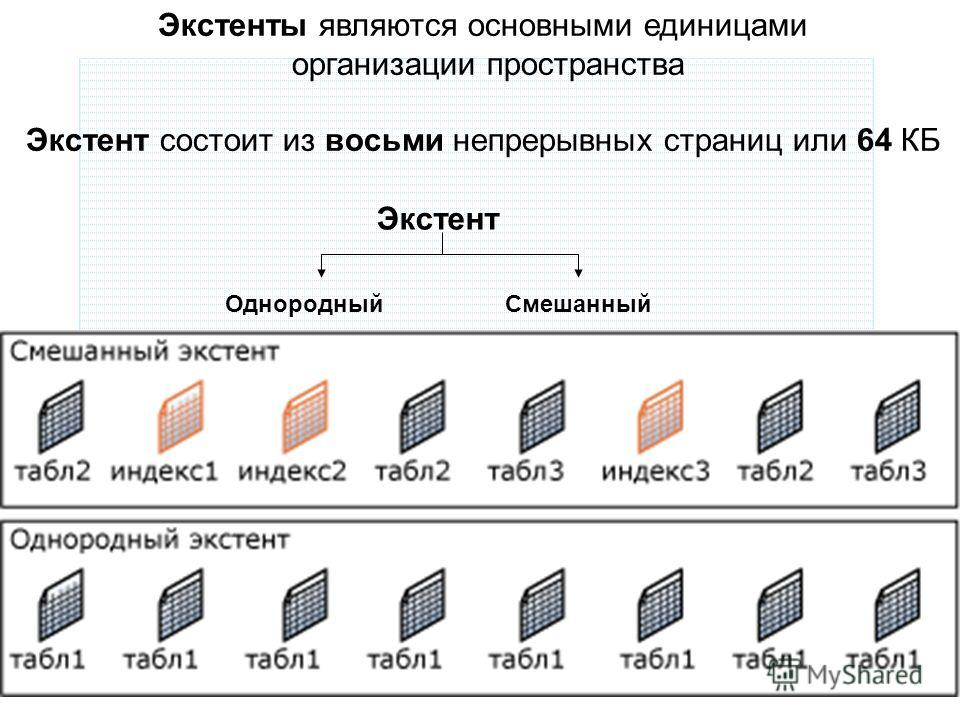 Экстенты являются основными единицами
организации пространства
Экстент состоит из восьми непрерывных страниц или 64 КБ
Экстент
Однородный Смешанный
Смешанный экстент
табл2 индекс1 индекс2 табл2 табл3 индекс3 табл2 табл3
Однородный экстент
табл1 табл1 табл1 табл1 табл1 табл1 табл1 табл1
MyShared